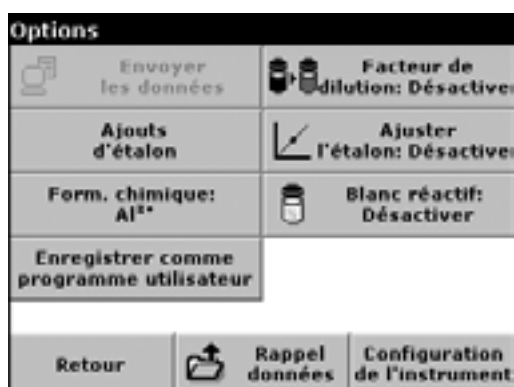 Options
Envoyer
les données
Facteur de
dilution: Désactiver
Ajouts
d'étalon
Ajuster
l'étalon: Désactiver
Form. chimique:
Al³⁺
Blanc réactif:
Désactiver
Enregistrer comme
programme utilisateur
Retour
Rappel
données
Configuration
de l'instrument